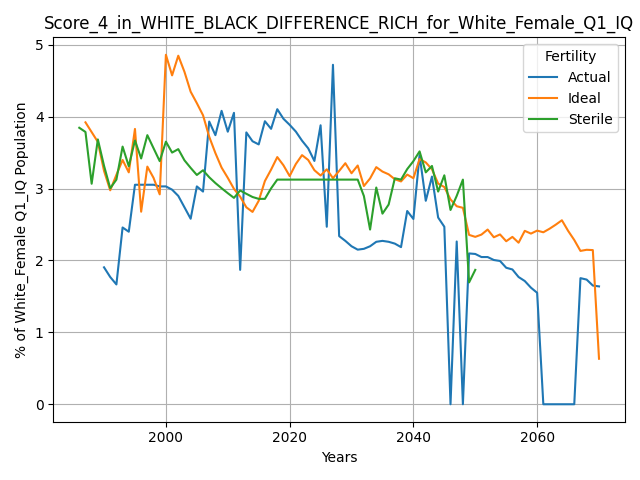 Score_4_in_WHITE_BLACK_DIFFERENCE_RICH_for_White_Female_Q1_IQ
% of White_Female Q1_IQ Population
5
4
3
2
1
0
2000
2020
2040
2060
Years
Fertility
Actual
Ideal
Sterile